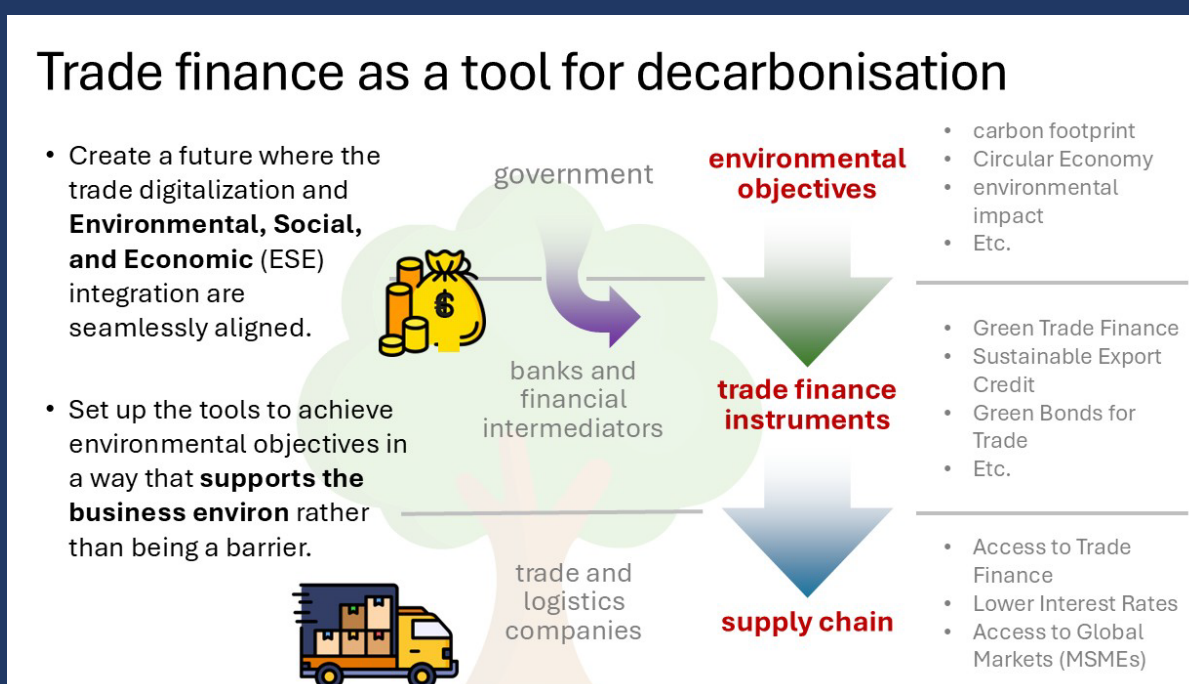 Trade finance as a tool for decarbonisation
• Create a future where the
trade digitalization and
Environmental, Social,
and Economic (ESE)
integration are
seamlessly aligned.
• Set up the tools to achieve
environmental objectives in
a way that supports the
business environ rather
than being a barrier.
government
$
banks and
financial
intermediators
trade and
logistics
companies
environmental
objectives
trade finance
instruments
supply chain
• carbon footprint
• Circular Economy
• environmental
impact
• Etc.
• Green Trade Finance
• Sustainable Export
Credit
• Green Bonds for
Trade
• Etc.
• Access to Trade
Finance
• Lower Interest Rates
• Access to Global
Markets (MSMEs)